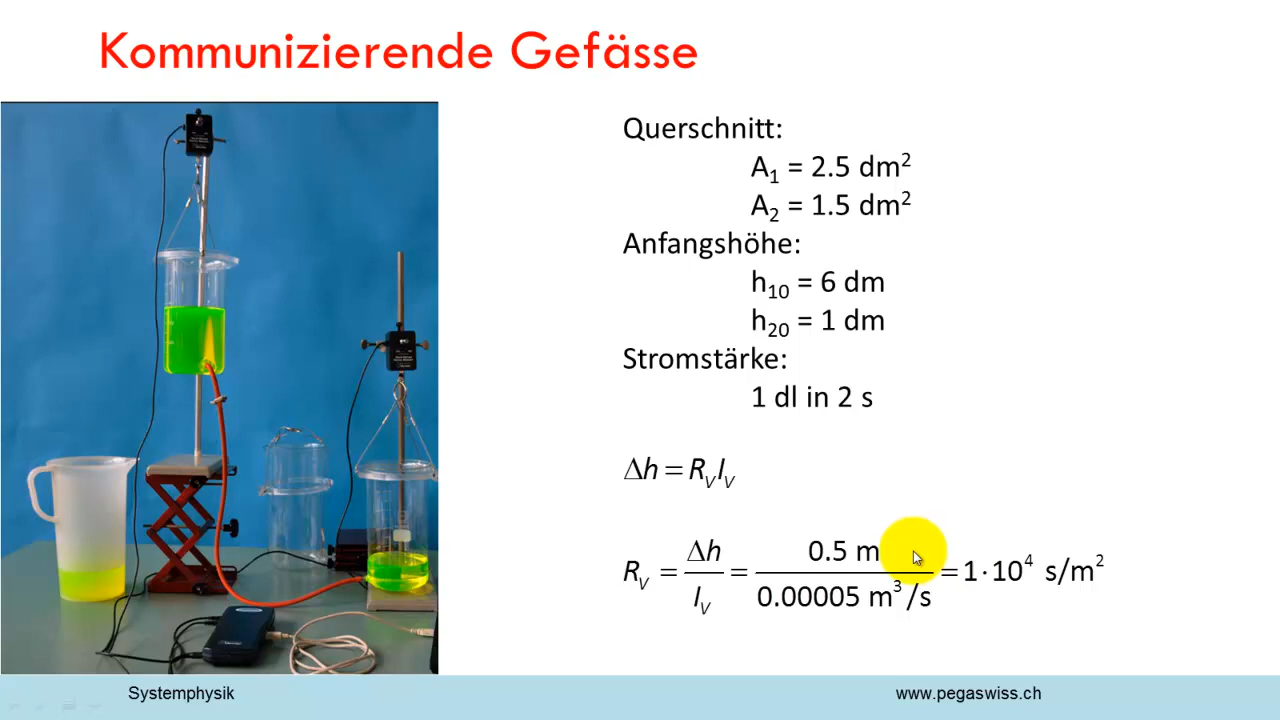 Kommunizierende Gefässe
Querschnitt:
A₁ = 2.5 dm²
A₂ = 1.5 dm²
Anfangshöhe:
h₁₀ = 6 dm
h₂₀ = 1 dm
Stromstärke:
1 dl in 2 s
Δh = R_V I_V
R_V = Δh / I_V = 0.5 m / 0.00005 m³/s = 1·10⁴ s/m²
Systemphysik
www.pegaswiss.ch